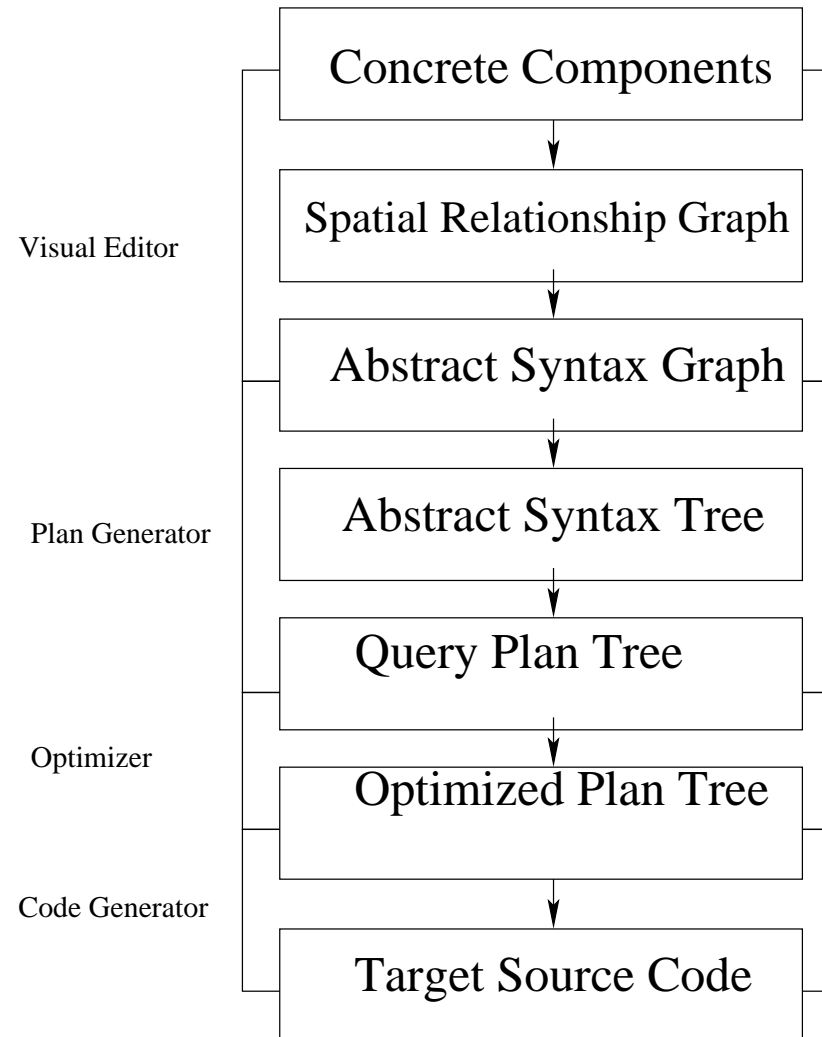 Concrete Components
Spatial Relationship Graph
Visual Editor
Abstract Syntax Graph
Abstract Syntax Tree
Plan Generator
Query Plan Tree
Optimizer
Optimized Plan Tree
Code Generator
Target Source Code